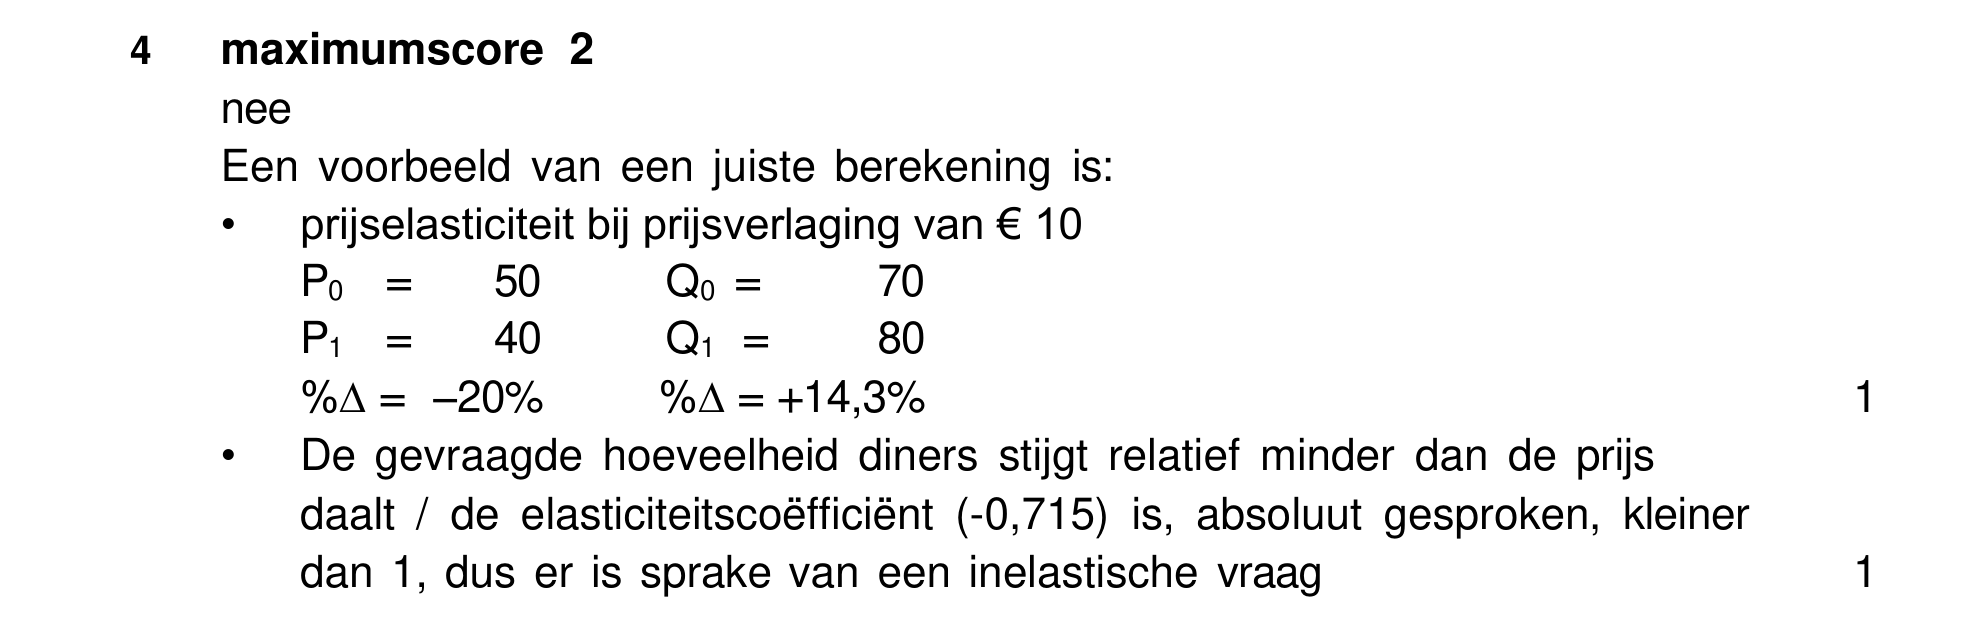 4 maximumscore 2
nee
Een voorbeeld van een juiste berekening is:
• prijselasticiteit bij prijsverlaging van € 10
P₀ = 50 Q₀ = 70
P₁ = 40 Q₁ = 80
%∆ = –20% %∆ = +14,3% 1
• De gevraagde hoeveelheid diners stijgt relatief minder dan de prijs
daalt / de elasticiteitscoëfficiënt (-0,715) is, absoluut gesproken, kleiner
dan 1, dus er is sprake van een inelastische vraag 1